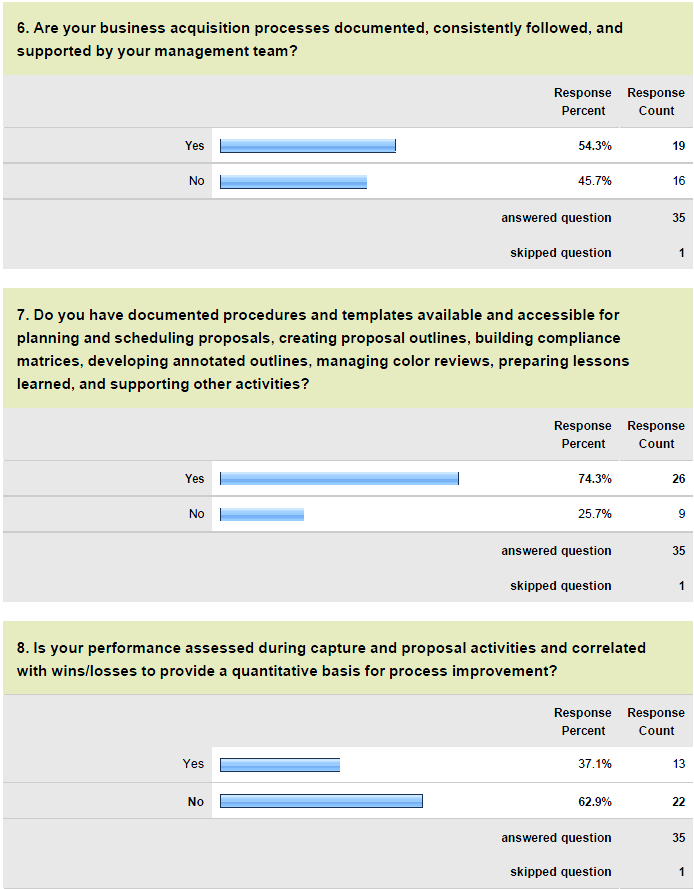 6. Are your business acquisition processes documented, consistently followed, and
supported by your management team?
Response Percent Response Count
Yes 54.3% 19
No 45.7% 16
answered question 35
skipped question 1
7. Do you have documented procedures and templates available and accessible for
planning and scheduling proposals, creating proposal outlines, building compliance
matrices, developing annotated outlines, managing color reviews, preparing lessons
learned, and supporting other activities?
Response Percent Response Count
Yes 74.3% 26
No 25.7% 9
answered question 35
skipped question 1
8. Is your performance assessed during capture and proposal activities and correlated
with wins/losses to provide a quantitative basis for process improvement?
Response Percent Response Count
Yes 37.1% 13
No 62.9% 22
answered question 35
skipped question 1